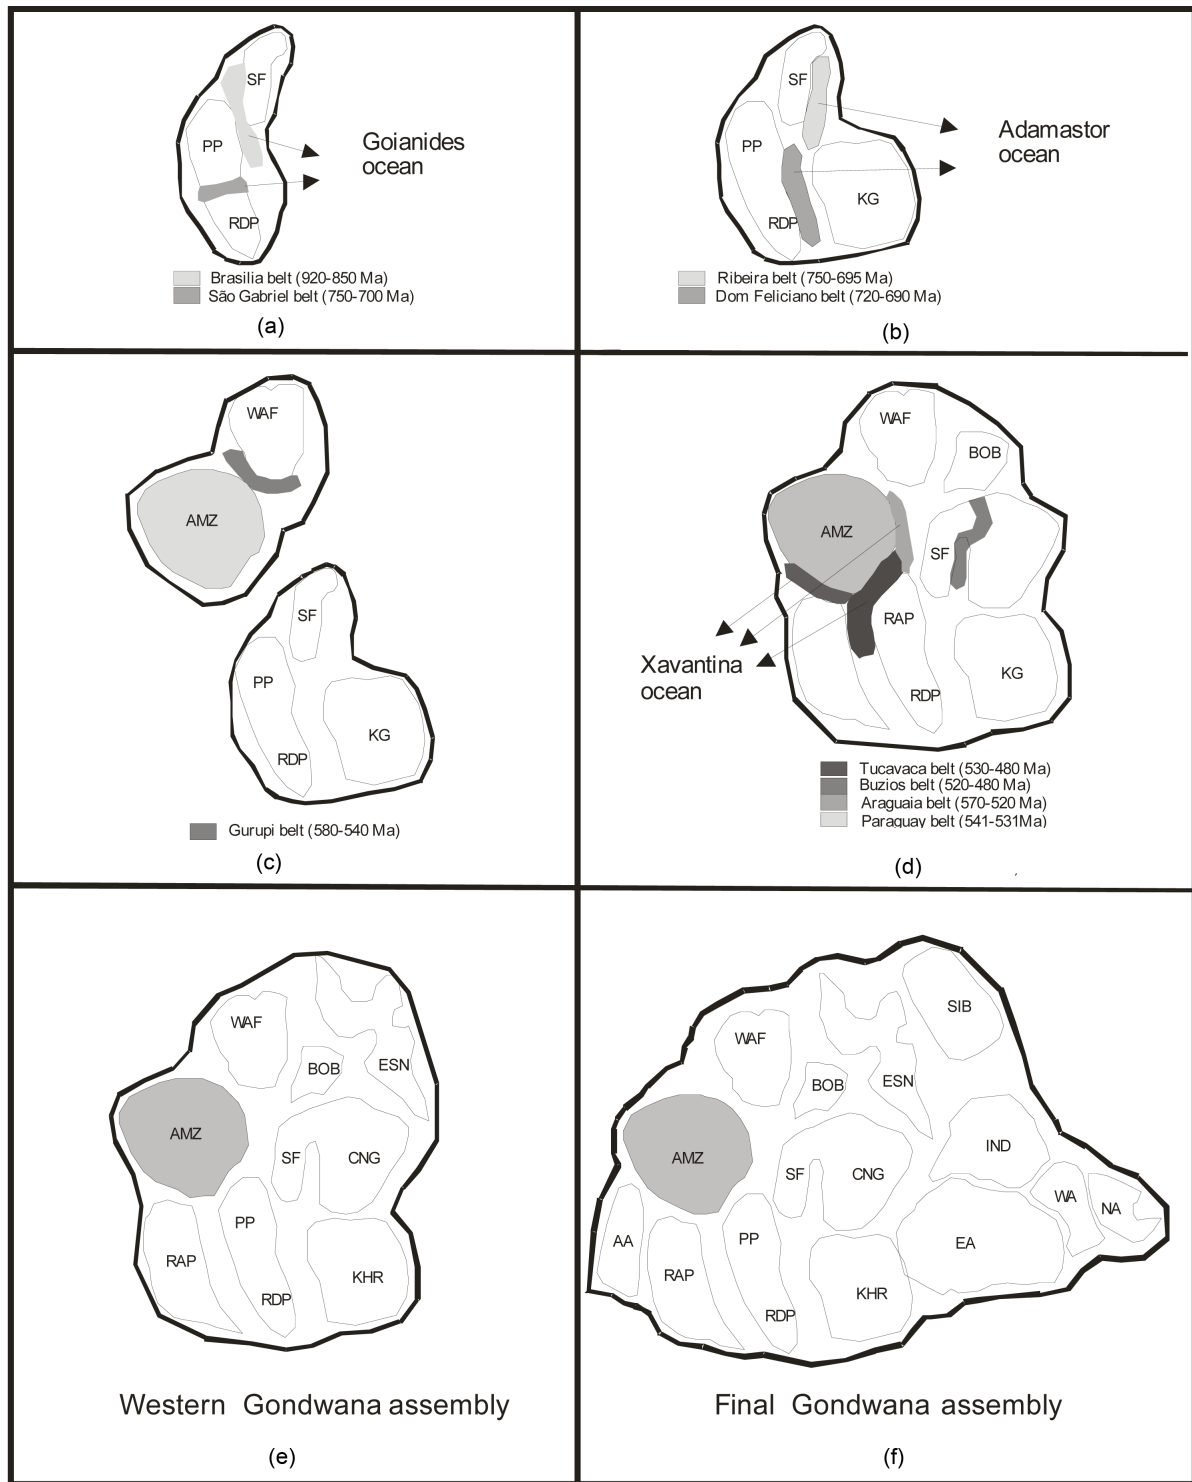 SF
PP
RDP
Goianides
ocean
Brasilia belt (920-850 Ma)
São Gabriel belt (750-700 Ma)
(a)
SF
PP
KG
RDP
Adamastor
ocean
Ribeira belt (750-695 Ma)
Dom Feliciano belt (720-690 Ma)
(b)
WAF
AMZ
SF
PP
KG
RDP
Gurupi belt (580-540 Ma)
(c)
WAF
BOB
AMZ
SF
RAP
KG
RDP
Xavantina
ocean
Tucavaca belt (530-480 Ma)
Buzios belt (520-480 Ma)
Araguaia belt (570-520 Ma)
Paraguay belt (541-531Ma)
(d)
WAF
BOB
ESN
AMZ
SF
CNG
PP
RAP
KHR
RDP
Western Gondwana assembly
(e)
SIB
WAF
BOB
ESN
AMZ
SF
CNG
IND
WA
NA
AA
PP
EA
RAP
KHR
RDP
Final Gondwana assembly
(f)